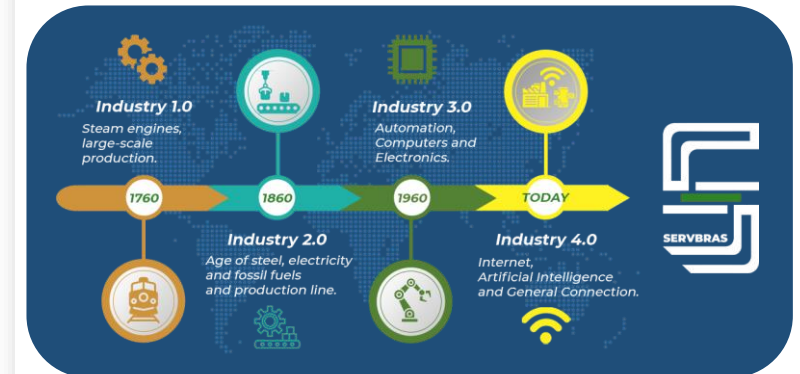 Industry 1.0
Steam engines,
large-scale
production.
Industry 3.0
Automation,
Computers and
Electronics.
1760
1860
1960
TODAY
SERVBRAS
Industry 2.0
Age of steel, electricity
and fossil fuels
and production line.
Industry 4.0
Internet,
Artificial Intelligence
and General Connection.